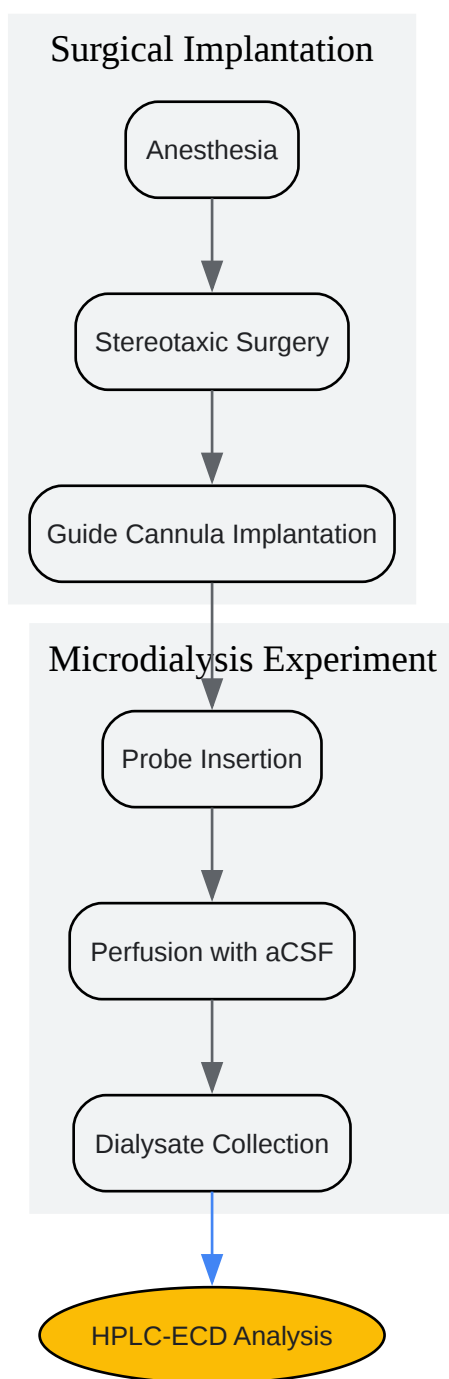 Surgical Implantation
Anesthesia
Stereotaxic Surgery
Guide Cannula Implantation
Microdialysis Experiment
Probe Insertion
Perfusion with aCSF
Dialysate Collection
HPLC-ECD Analysis